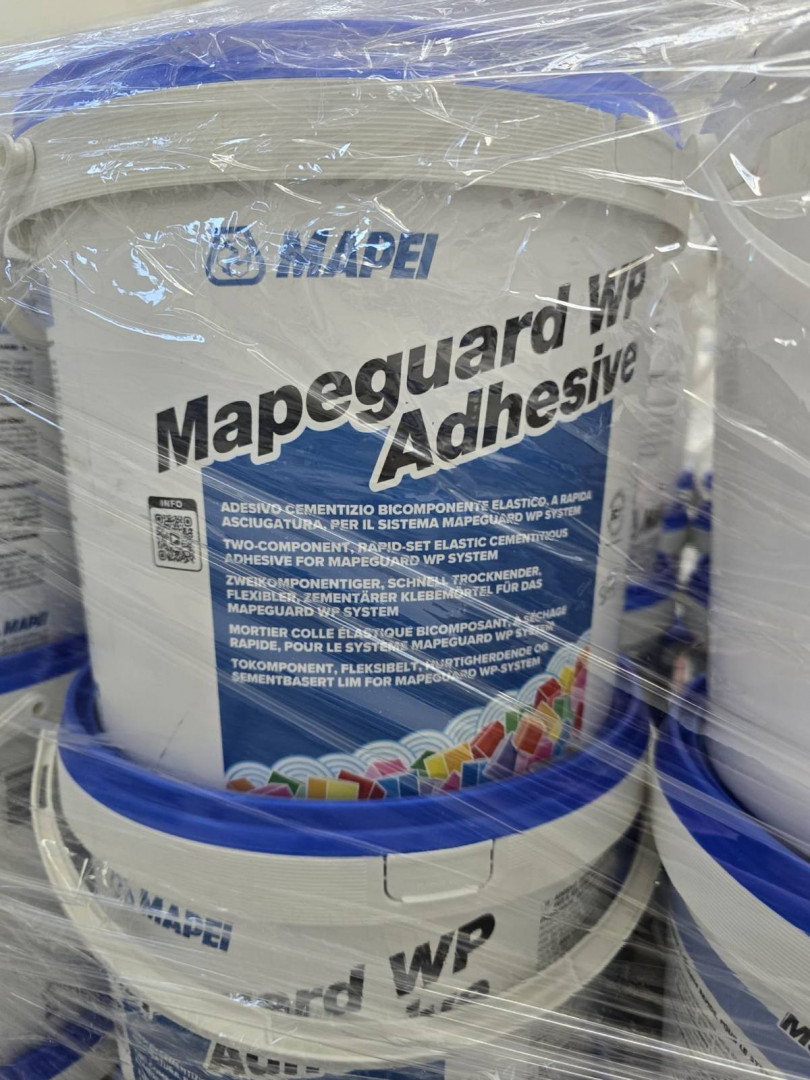 MAPEI
Mapeguard WP
Adhesive
INFO
ADESIVO CEMENTIZIO BICOMPONENTE ELASTICO, A RAPIDA
ASCIUGATURA, PER IL SISTEMA MAPEGUARD WP SYSTEM
TWO-COMPONENT, RAPID-SET ELASTIC CEMENTITIOUS
ADHESIVE FOR MAPEGUARD WP SYSTEM
ZWEIKOMPONENTIGER, SCHNELL TROCKNENDER,
FLEXIBLER, ZEMENTÄRER KLEBEMÖRTEL FÜR DAS
MAPEGUARD WP SYSTEM
MORTIER COLLE ÉLASTIQUE BICOMPOSANT, À SÉCHAGE
RAPIDE, POUR LE SYSTÈME MAPEGUARD WP SYSTEM
TOKOMPONENT, FLEKSIBELT, HURTIGHERDENDE OG
SEMENTBASERT LIM FOR MAPEGUARD WP-SYSTEM
MAPEI
MAPEI
WP